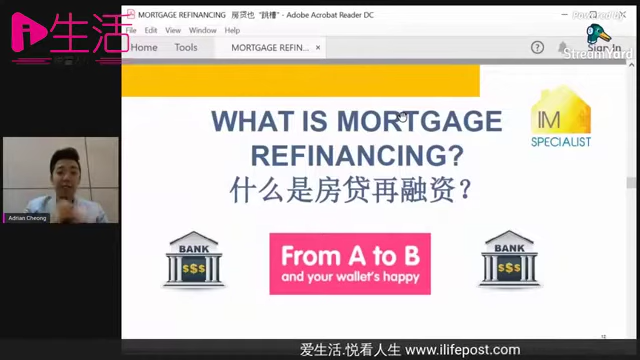 MORTGAGE REFINANCING 房贷也 "跳槽" - Adobe Acrobat Reader DC
Powered by
i生活
File Edit View Window Help
Home Tools MORTGAGE REFIN... × Sign In
StreamYard
WHAT IS MORTGAGE
REFINANCING?
什么是房贷再融资?
IM
SPECIALIST
Adrian Cheong
BANK
$$$
From A to B
and your wallet's happy
BANK
$$$
爱生活.悦看人生 www.ilifepost.com